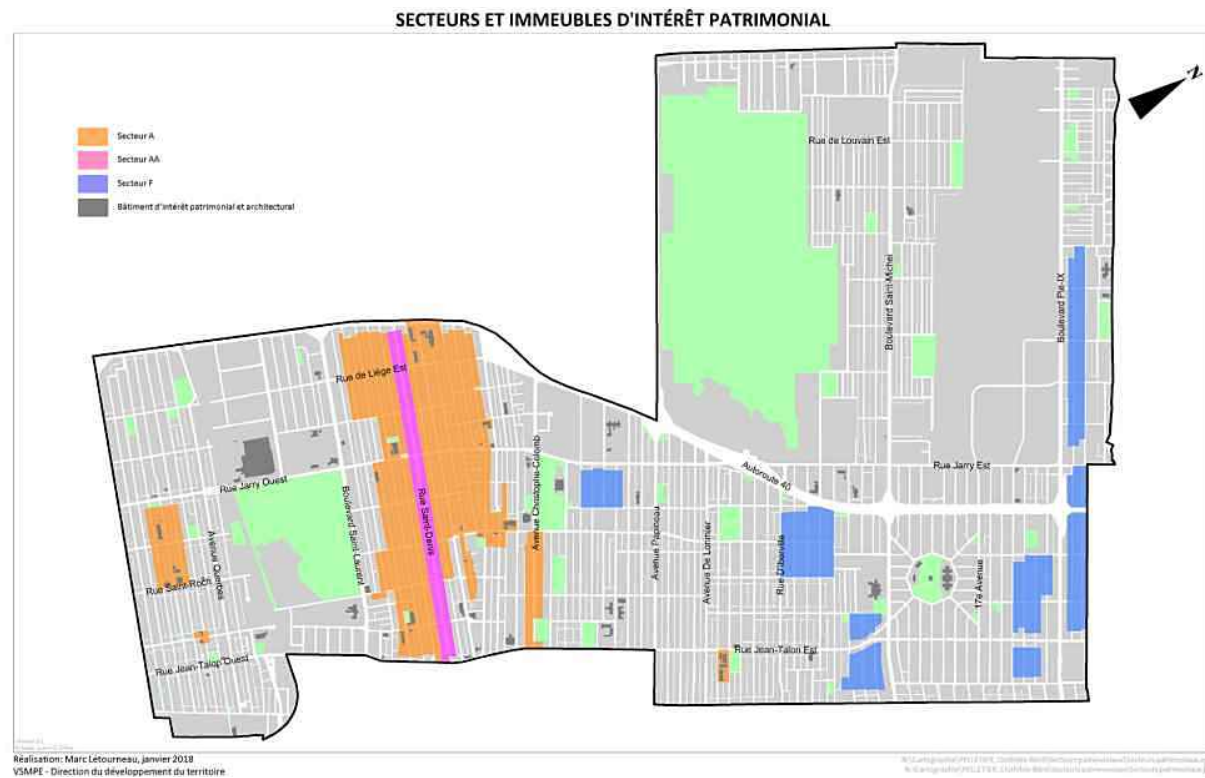 SECTEURS ET IMMEUBLES D'INTÉRÊT PATRIMONIAL
N
Secteur A
Secteur AA
Secteur F
Bâtiment d'intérêt patrimonial et architectural
Rue de Louvain Est
Boulevard Saint-Michel
Boulevard Pie-IX
Rue de Liège Est
Rue Jarry Ouest
Boulevard Saint Laurent
Rue Saint-Denis
Avenue Christophe-Colomb
Autoroute 40
Rue Jarry Est
Avenue Querbes
Rue Saint-Roch
Avenue Papineau
Avenue De Lorimier
Rue D'Iberville
17e Avenue
Rue Jean-Talon Ouest
Rue Jean-Talon Est
Réalisation: Marc Létourneau, janvier 2018
VSMPE - Direction du développement du territoire